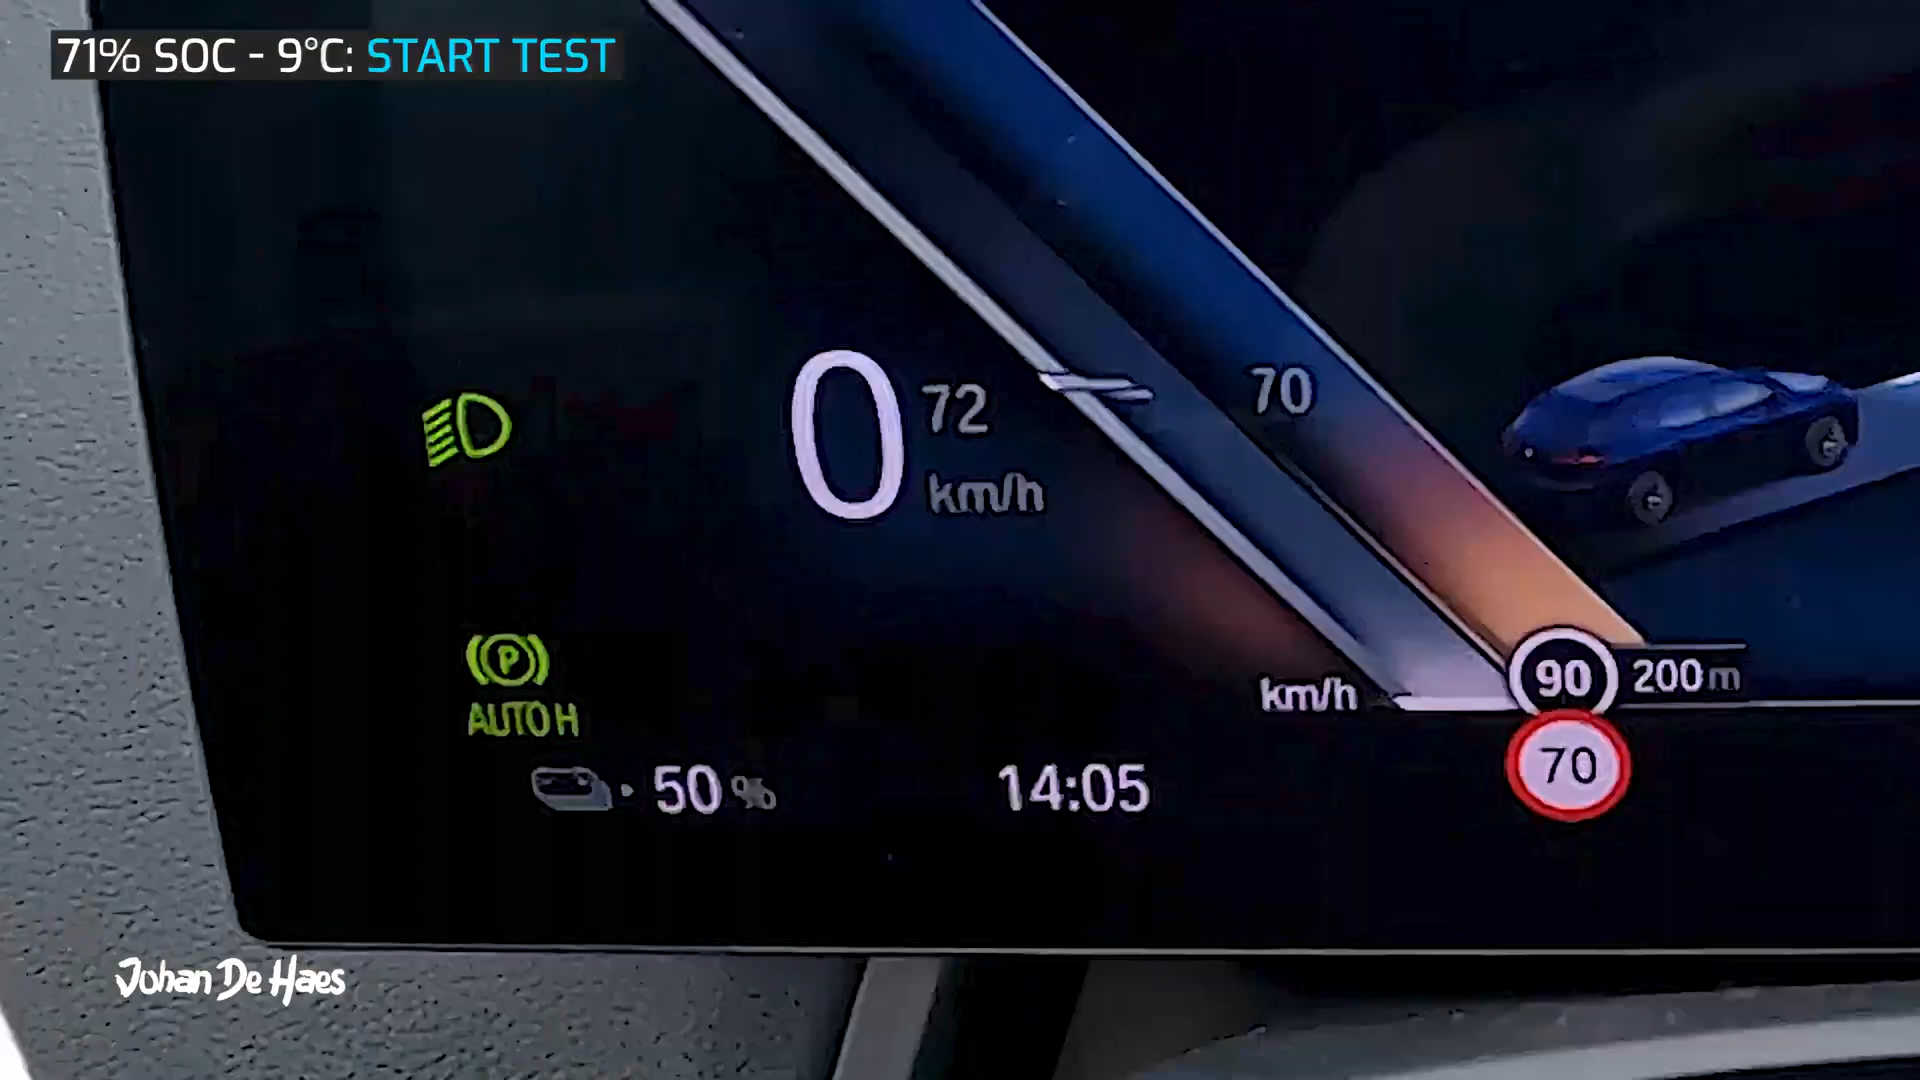 71% SOC - 9°C: START TEST
70
0 72
km/h
P
AUTO H
km/h
90 200 m
70
50 % 14:05
Johan De Haes